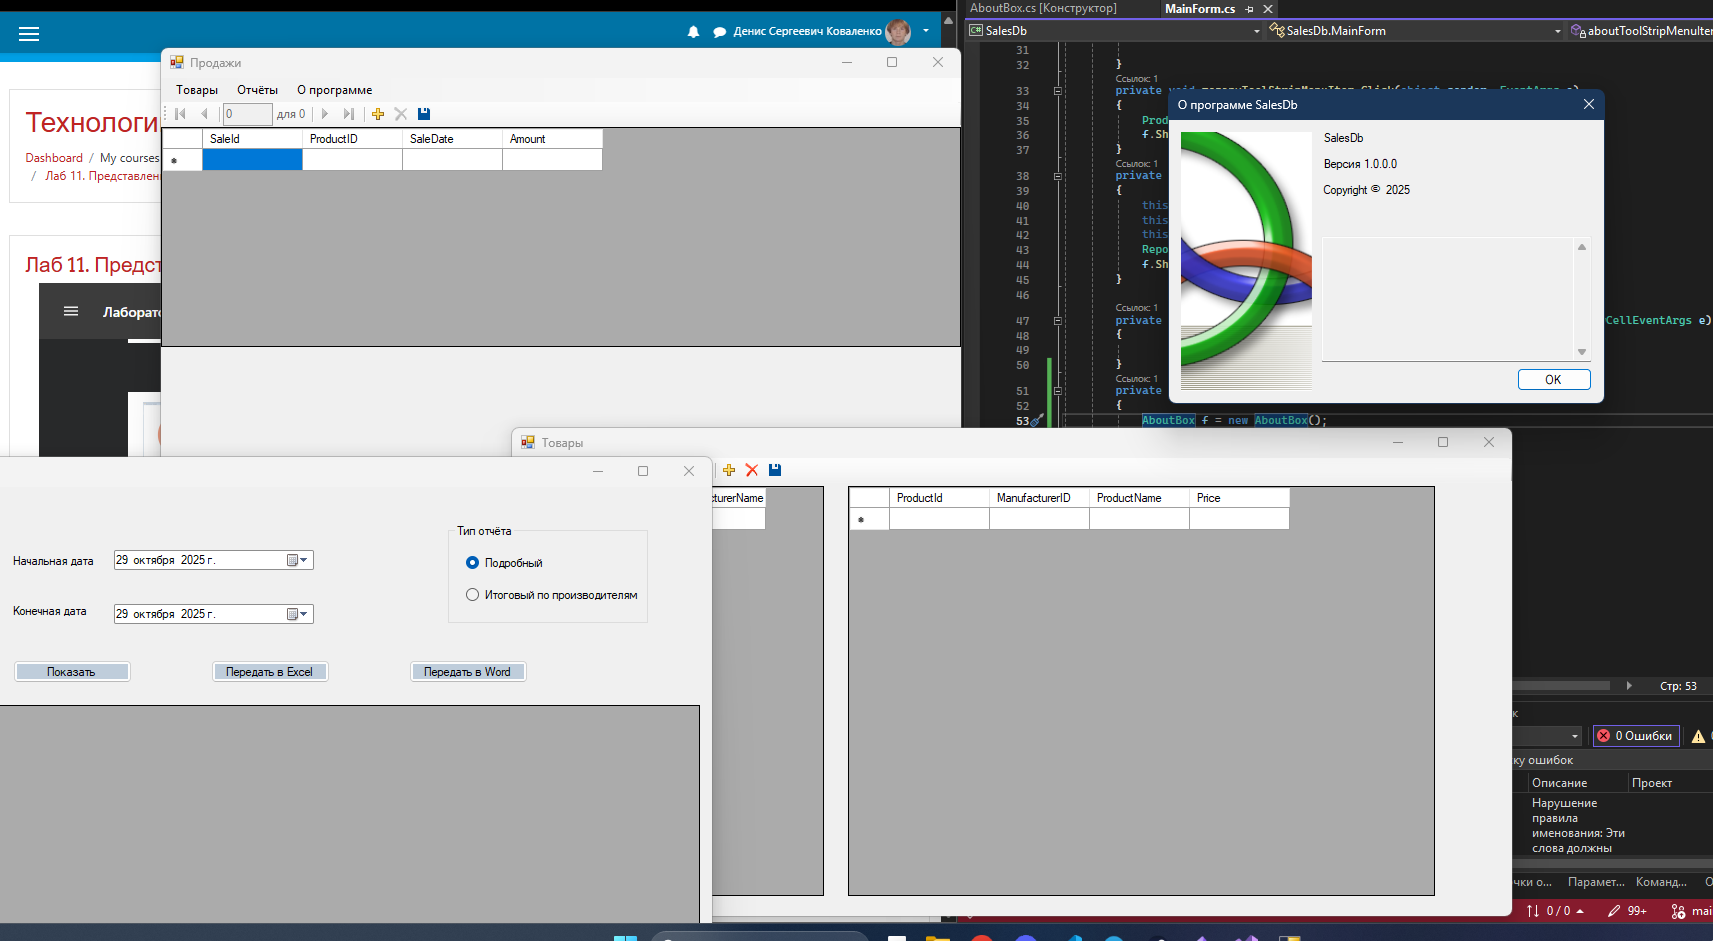 Денис Сергеевич Коваленко
Технологи
Dashboard / My courses
/ Лаб 11. Представлен
Лаб 11. Предст
Лаборато
Продажи
Товары Отчёты О программе
0 для 0
SaleId ProductID SaleDate Amount
AboutBox.cs [Конструктор] MainForm.cs
SalesDb SalesDb.MainForm aboutToolStripMenuIter
31
32 }
Ссылок: 1
33 private void
34 {
35 Prod
36 f.Sh
37 }
Ссылок: 1
38 private
39 {
40 this
41 this
42 this
43 Repo
44 f.Sh
45 }
46
Ссылок: 1
47 private CellEventArgs e)
48 {
49
50 }
Ссылок: 1
51 private
52 {
53 AboutBox f = new AboutBox();
О программе SalesDb
SalesDb
Версия 1.0.0.0
Copyright © 2025
OK
Товары
cturerName
ProductId ManufacturerID ProductName Price
Начальная дата 29 октября 2025 г.
Конечная дата 29 октября 2025 г.
Тип отчёта
Подробный
Итоговый по производителям
Показать Передать в Excel Передать в Word
Стр: 53
к
0 Ошибки
ку ошибок
Описание Проект
Нарушение
правила
именования: Эти
слова должны
чки о... Парамет... Команд...
0 / 0 99+ mai